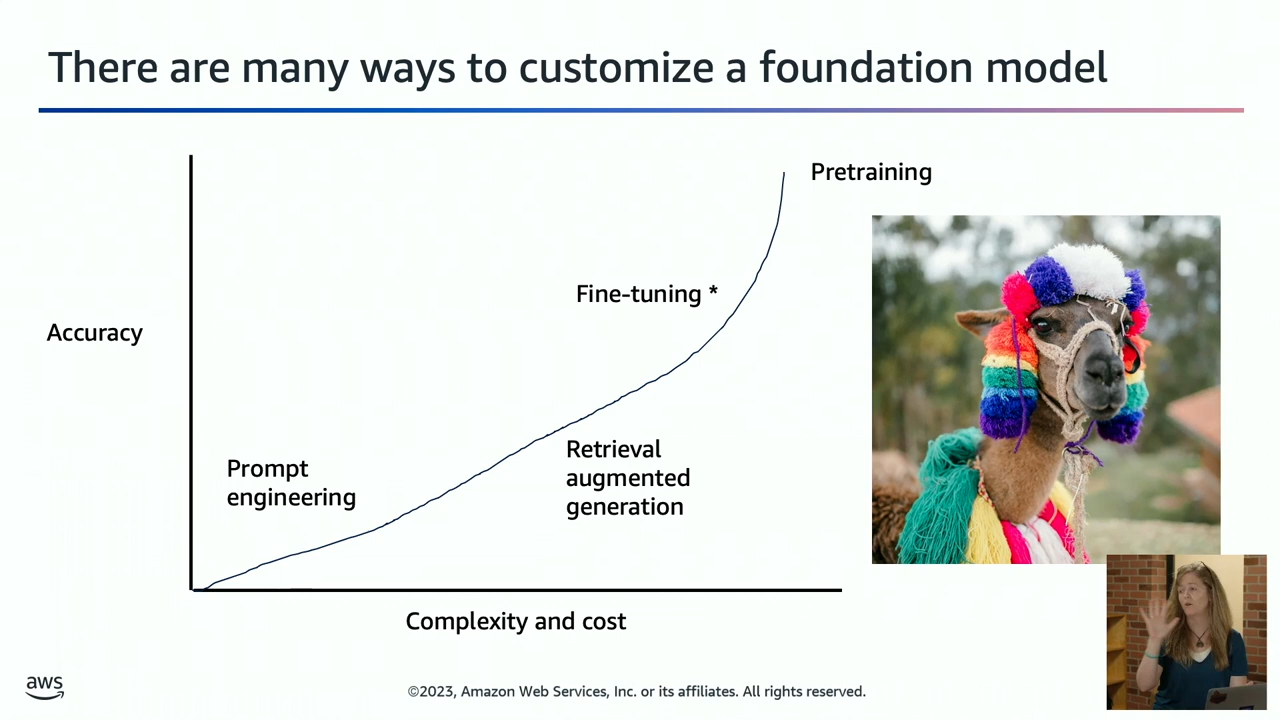 There are many ways to customize a foundation model
Pretraining
Fine-tuning *
Accuracy
Retrieval
augmented
generation
Prompt
engineering
Complexity and cost
aws
©2023, Amazon Web Services, Inc. or its affiliates. All rights reserved.